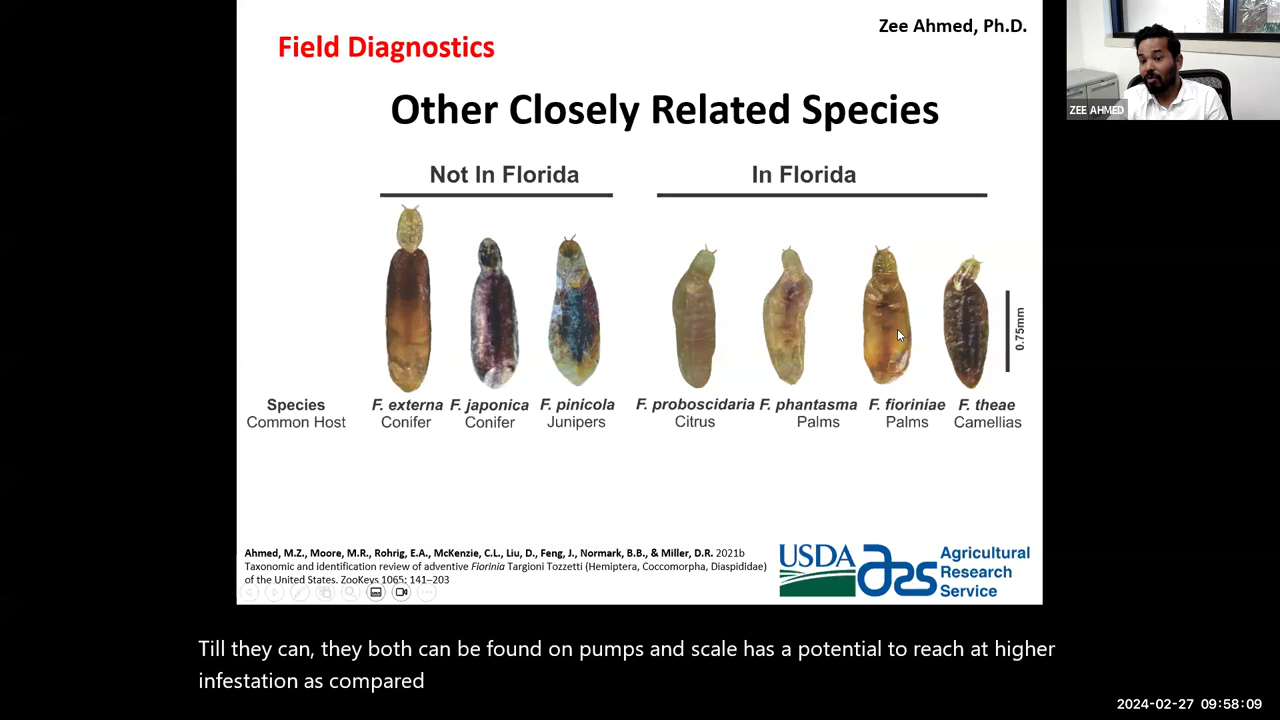 Zee Ahmed, Ph.D.
Field Diagnostics
Other Closely Related Species
Not In Florida
In Florida
0.75mm
Species F. externa F. japonica F. pinicola F. proboscidaria F. phantasma F. fioriniae F. theae
Common Host Conifer Conifer Junipers Citrus Palms Palms Camellias
Ahmed, M.Z., Moore, M.R., Rohrig, E.A., McKenzie, C.L., Liu, D., Feng, J., Normark, B.B., & Miller, D.R. 2021b
Taxonomic and identification review of adventive Fiorinia Targioni Tozzetti (Hemiptera, Coccomorpha, Diaspididae)
of the United States. ZooKeys 1065: 141–203
USDA ars Agricultural
Research
Service
ZEE AHMED
Till they can, they both can be found on pumps and scale has a potential to reach at higher
infestation as compared
2024-02-27 09:58:09